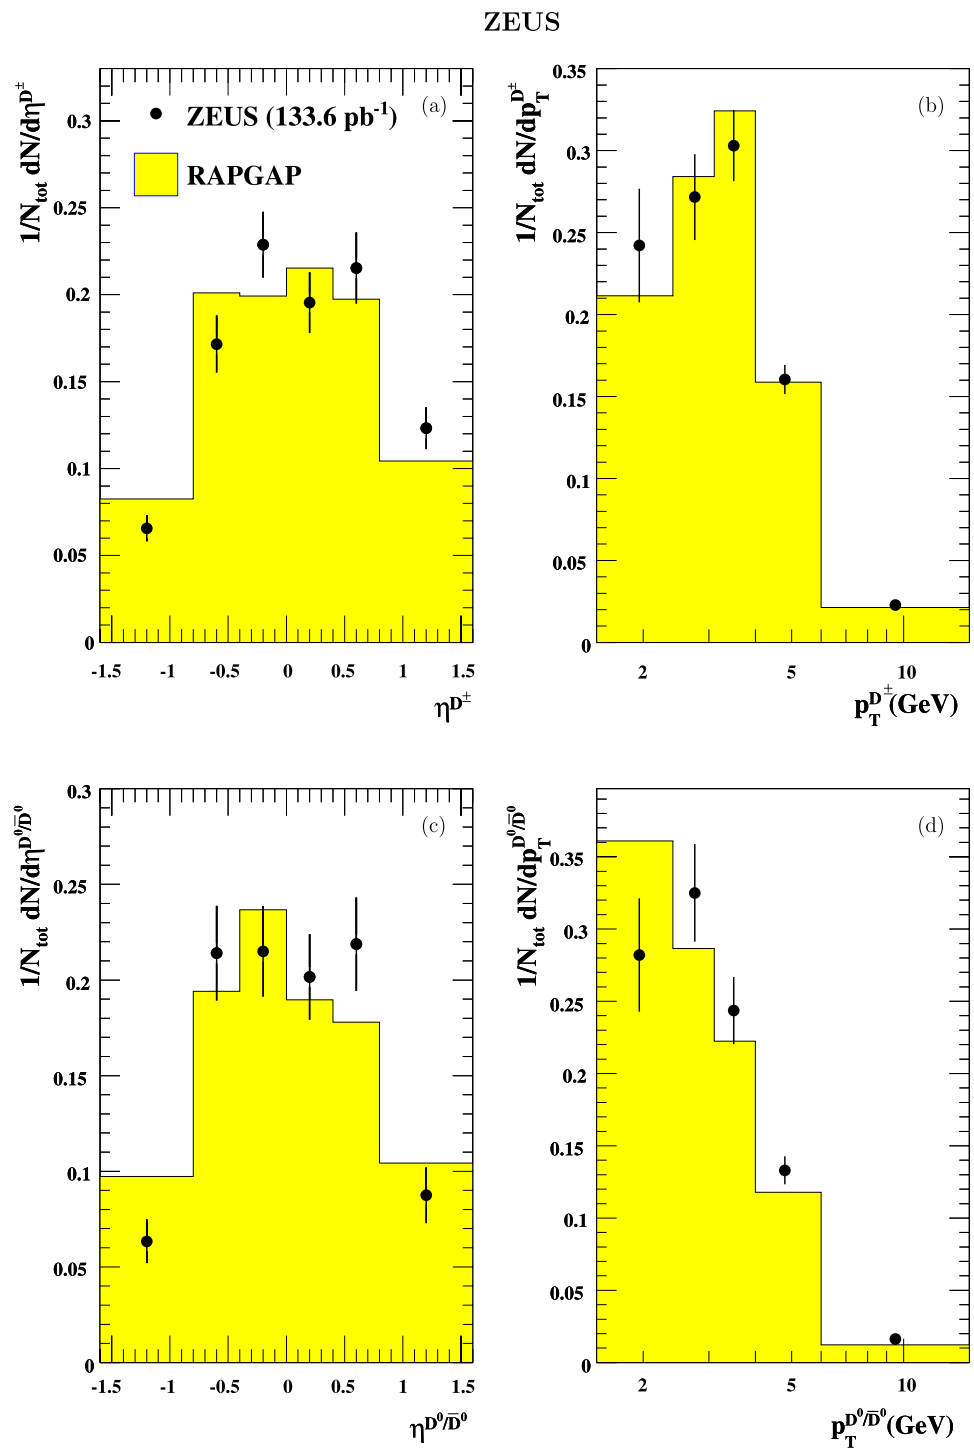 ZEUS
1/N_tot dN/dη^D±
(a)
ZEUS (133.6 pb⁻¹)
RAPGAP
0.3
0.25
0.2
0.15
0.1
0.05
0
-1.5 -1 -0.5 0 0.5 1 1.5
η^D±
1/N_tot dN/dp_T^D±
(b)
0.35
0.3
0.25
0.2
0.15
0.1
0.05
0
2 5 10
p_T^D± (GeV)
1/N_tot dN/dη^D⁰/D̅⁰
(c)
0.3
0.25
0.2
0.15
0.1
0.05
0
-1.5 -1 -0.5 0 0.5 1 1.5
η^D⁰/D̅⁰
1/N_tot dN/dp_T^D⁰/D̅⁰
(d)
0.35
0.3
0.25
0.2
0.15
0.1
0.05
0
2 5 10
p_T^D⁰/D̅⁰ (GeV)